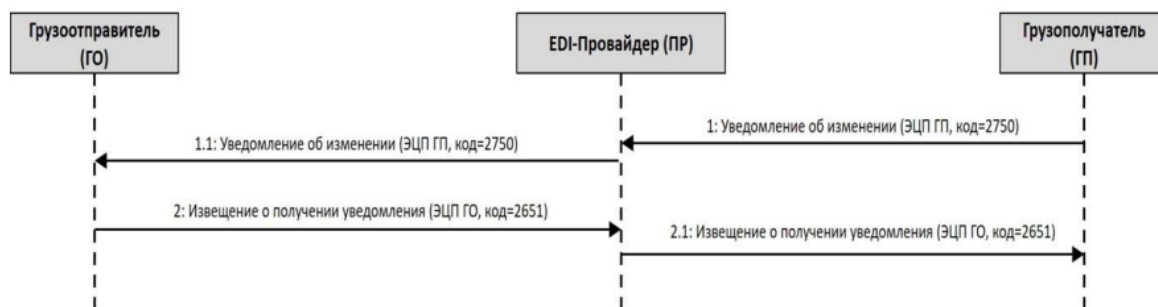 Грузоотправитель
(ГО)
EDI-Провайдер (ПР)
Грузополучатель
(ГП)
1: Уведомление об изменении (ЭЦП ГП, код=2750)
1.1: Уведомление об изменении (ЭЦП ГП, код=2750)
2: Извещение о получении уведомления (ЭЦП ГО, код=2651)
2.1: Извещение о получении уведомления (ЭЦП ГО, код=2651)